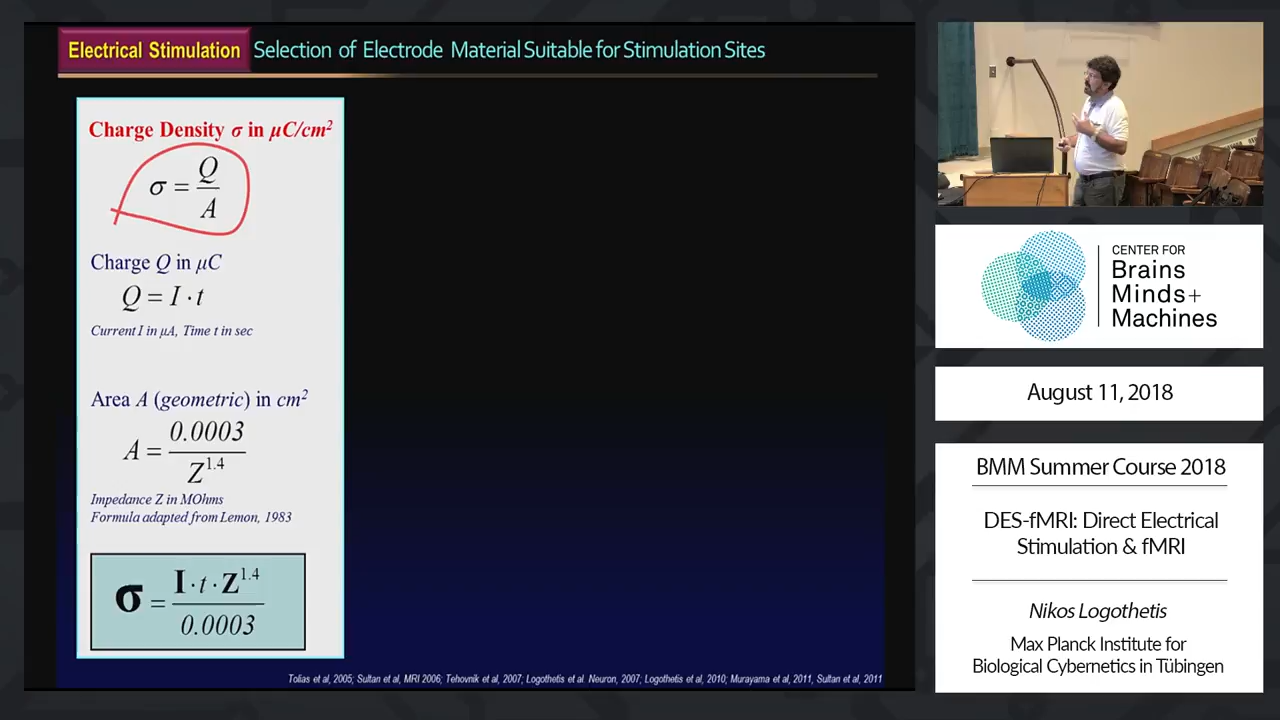 Electrical Stimulation Selection of Electrode Material Suitable for Stimulation Sites
Charge Density σ in µC/cm²
σ = Q/A
Charge Q in µC
Q = I · t
Current I in µA, Time t in sec
Area A (geometric) in cm²
A = 0.0003/Z^1.4
Impedance Z in MOhms
Formula adapted from Lemon, 1983
σ = I · t · Z^1.4/0.0003
Tolias et al, 2005; Sultan et al, MRI 2006; Tehovnik et al, 2007; Logothetis et al. Neuron, 2007; Logothetis et al, 2010; Murayama et al, 2011, Sultan et al, 2011
CENTER FOR
Brains
Minds+
Machines
August 11, 2018
BMM Summer Course 2018
DES-fMRI: Direct Electrical
Stimulation & fMRI
Nikos Logothetis
Max Planck Institute for
Biological Cybernetics in Tübingen